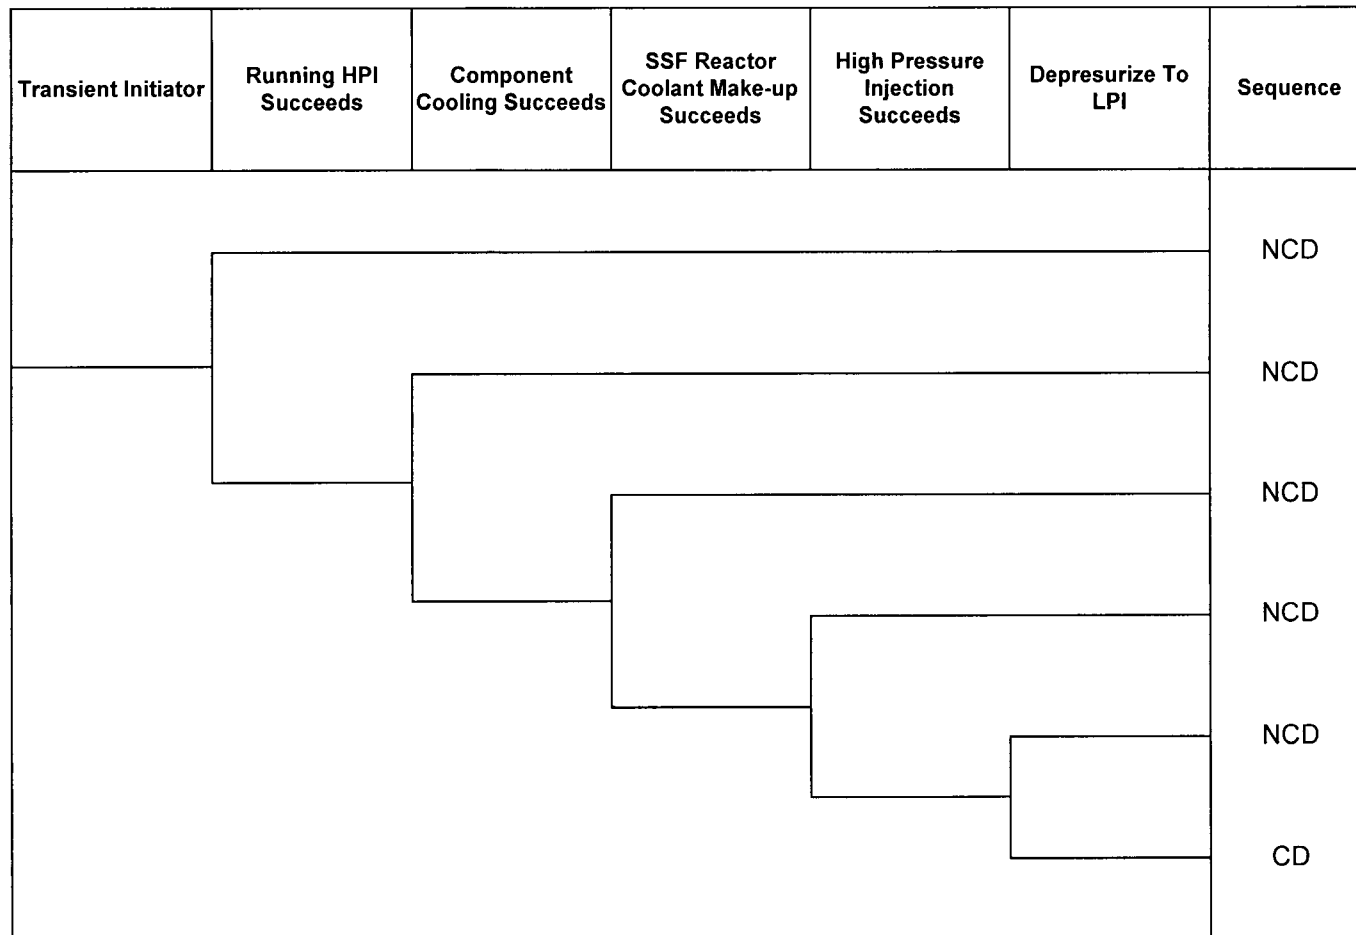 Transient Initiator
Running HPI
Succeeds
Component
Cooling Succeeds
SSF Reactor
Coolant Make-up
Succeeds
High Pressure
Injection
Succeeds
Depresurize To
LPI
Sequence
NCD
NCD
NCD
NCD
NCD
CD